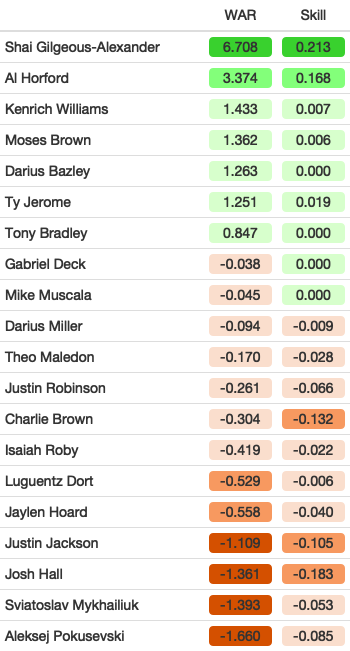 WAR Skill
Shai Gilgeous-Alexander 6.708 0.213
Al Horford 3.374 0.168
Kenrich Williams 1.433 0.007
Moses Brown 1.362 0.006
Darius Bazley 1.263 0.000
Ty Jerome 1.251 0.019
Tony Bradley 0.847 0.000
Gabriel Deck -0.038 0.000
Mike Muscala -0.045 0.000
Darius Miller -0.094 -0.009
Theo Maledon -0.170 -0.028
Justin Robinson -0.261 -0.066
Charlie Brown -0.304 -0.132
Isaiah Roby -0.419 -0.022
Luguentz Dort -0.529 -0.006
Jaylen Hoard -0.558 -0.040
Justin Jackson -1.109 -0.105
Josh Hall -1.361 -0.183
Sviatoslav Mykhailiuk -1.393 -0.053
Aleksej Pokusevski -1.660 -0.085